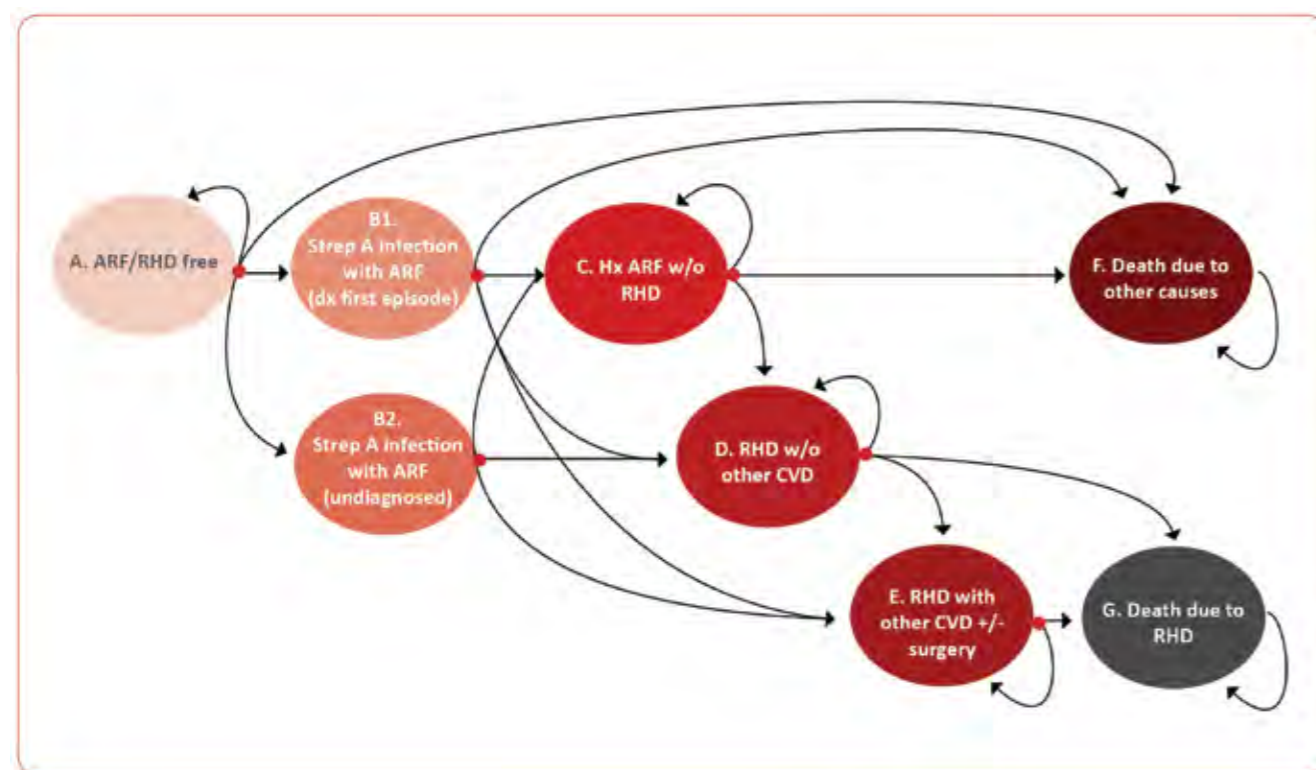 A. ARF/RHD free
B1.
Strep A infection
with ARF
(dx first episode)
C. Hx ARF w/o
RHD
F. Death due to
other causes
B2.
Strep A infection
with ARF
(undiagnosed)
D. RHD w/o
other CVD
E. RHD with
other CVD +/-
surgery
G. Death due to
RHD